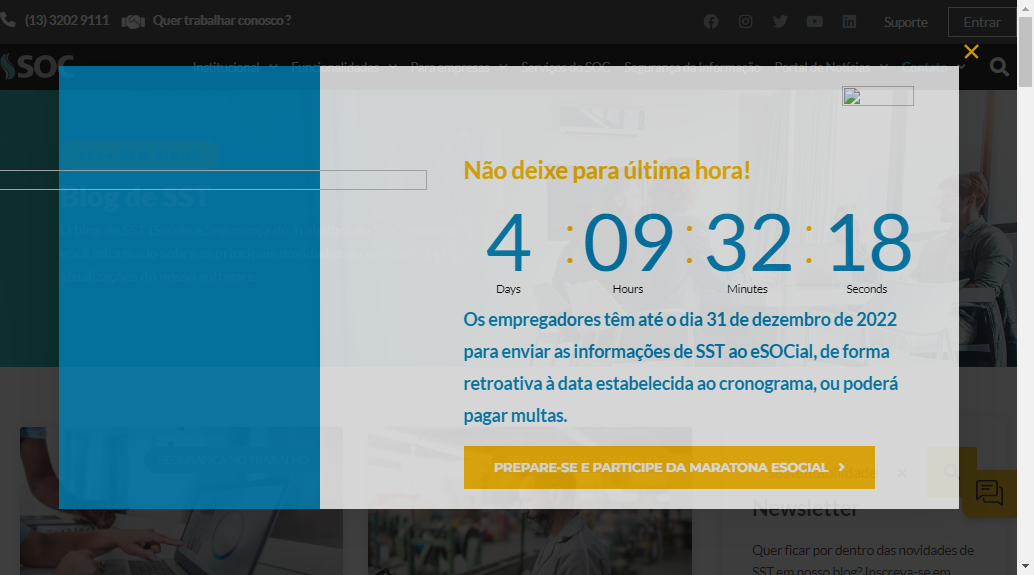 (13) 3202 9111 Quer trabalhar conosco ?
Suporte
Entrar
SOC
Institucional Funcionalidades Para empresas Serviços do SOC Segurança da Informação Portal de Notícias Contato
Não deixe para última hora!
Blog de SST
4 : 09 : 32 : 18
Days Hours Minutes Seconds
Os empregadores têm até o dia 31 de dezembro de 2022
para enviar as informações de SST ao eSOCial, de forma
retroativa à data estabelecida ao cronograma, ou poderá
pagar multas.
PREPARE-SE E PARTICIPE DA MARATONA ESOCIAL
SEGURANÇA NO TRABALHO
Newsletter
Quer ficar por dentro das novidades de
SST em nosso blog? Inscreva-se em